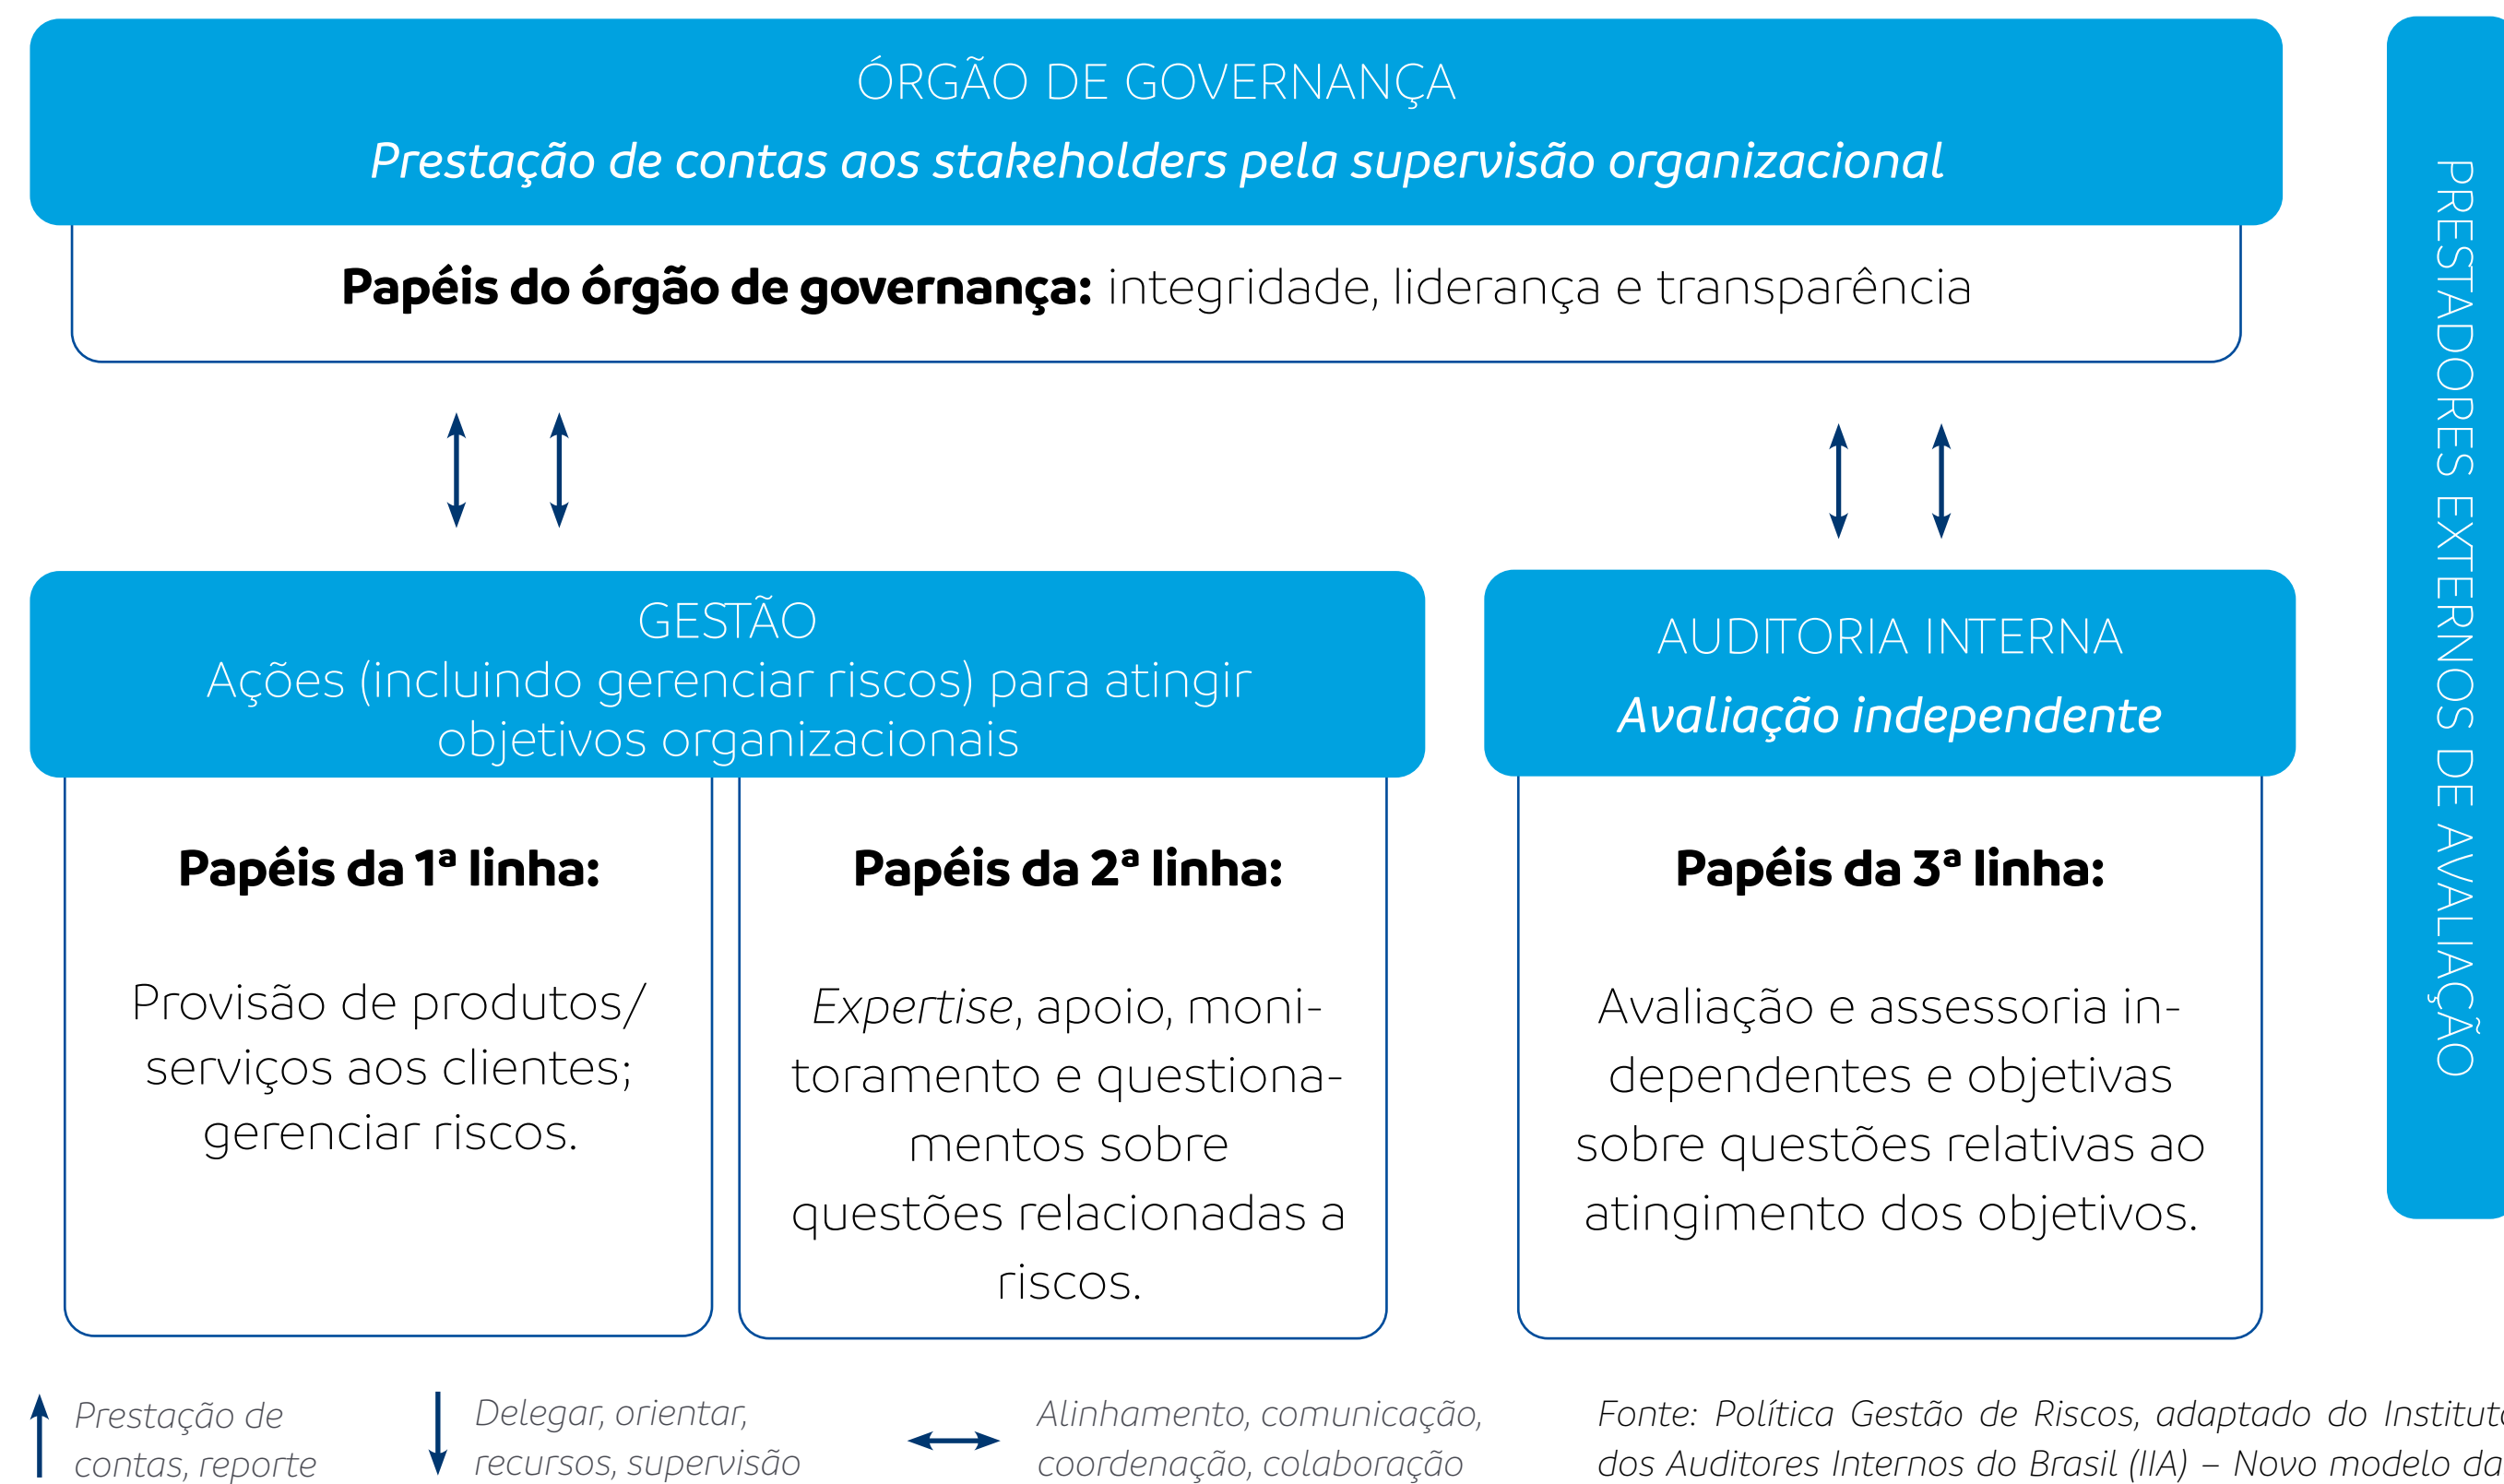 ÓRGÃO DE GOVERNANÇA
Prestação de contas aos stakeholders pela supervisão organizacional
Papéis do órgão de governança: integridade, liderança e transparência
GESTÃO
Ações (incluindo gerenciar riscos) para atingir
objetivos organizacionais
Papéis da 1ª linha:
Provisão de produtos/
serviços aos clientes;
gerenciar riscos.
Papéis da 2ª linha:
Expertise, apoio, moni-
toramento e questiona-
mentos sobre
questões relacionadas a
riscos.
AUDITORIA INTERNA
Avaliação independente
Papéis da 3ª linha:
Avaliação e assessoria in-
dependentes e objetivas
sobre questões relativas ao
atingimento dos objetivos.
PRESTADORES EXTERNOS DE AVALIAÇÃO
Prestação de
contas, reporte
Delegar, orientar,
recursos, supervisão
Alinhamento, comunicação,
coordenação, colaboração
Fonte: Política Gestão de Riscos, adaptado do Instituto
dos Auditores Internos do Brasil (IIA) – Novo modelo da